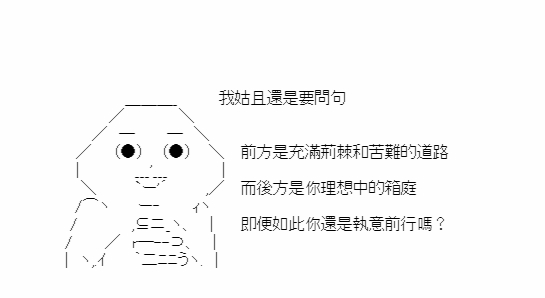 我姑且還是要問句
前方是充滿荊棘和苦難的道路
而後方是你理想中的箱庭
即便如此你還是執意前行嗎？